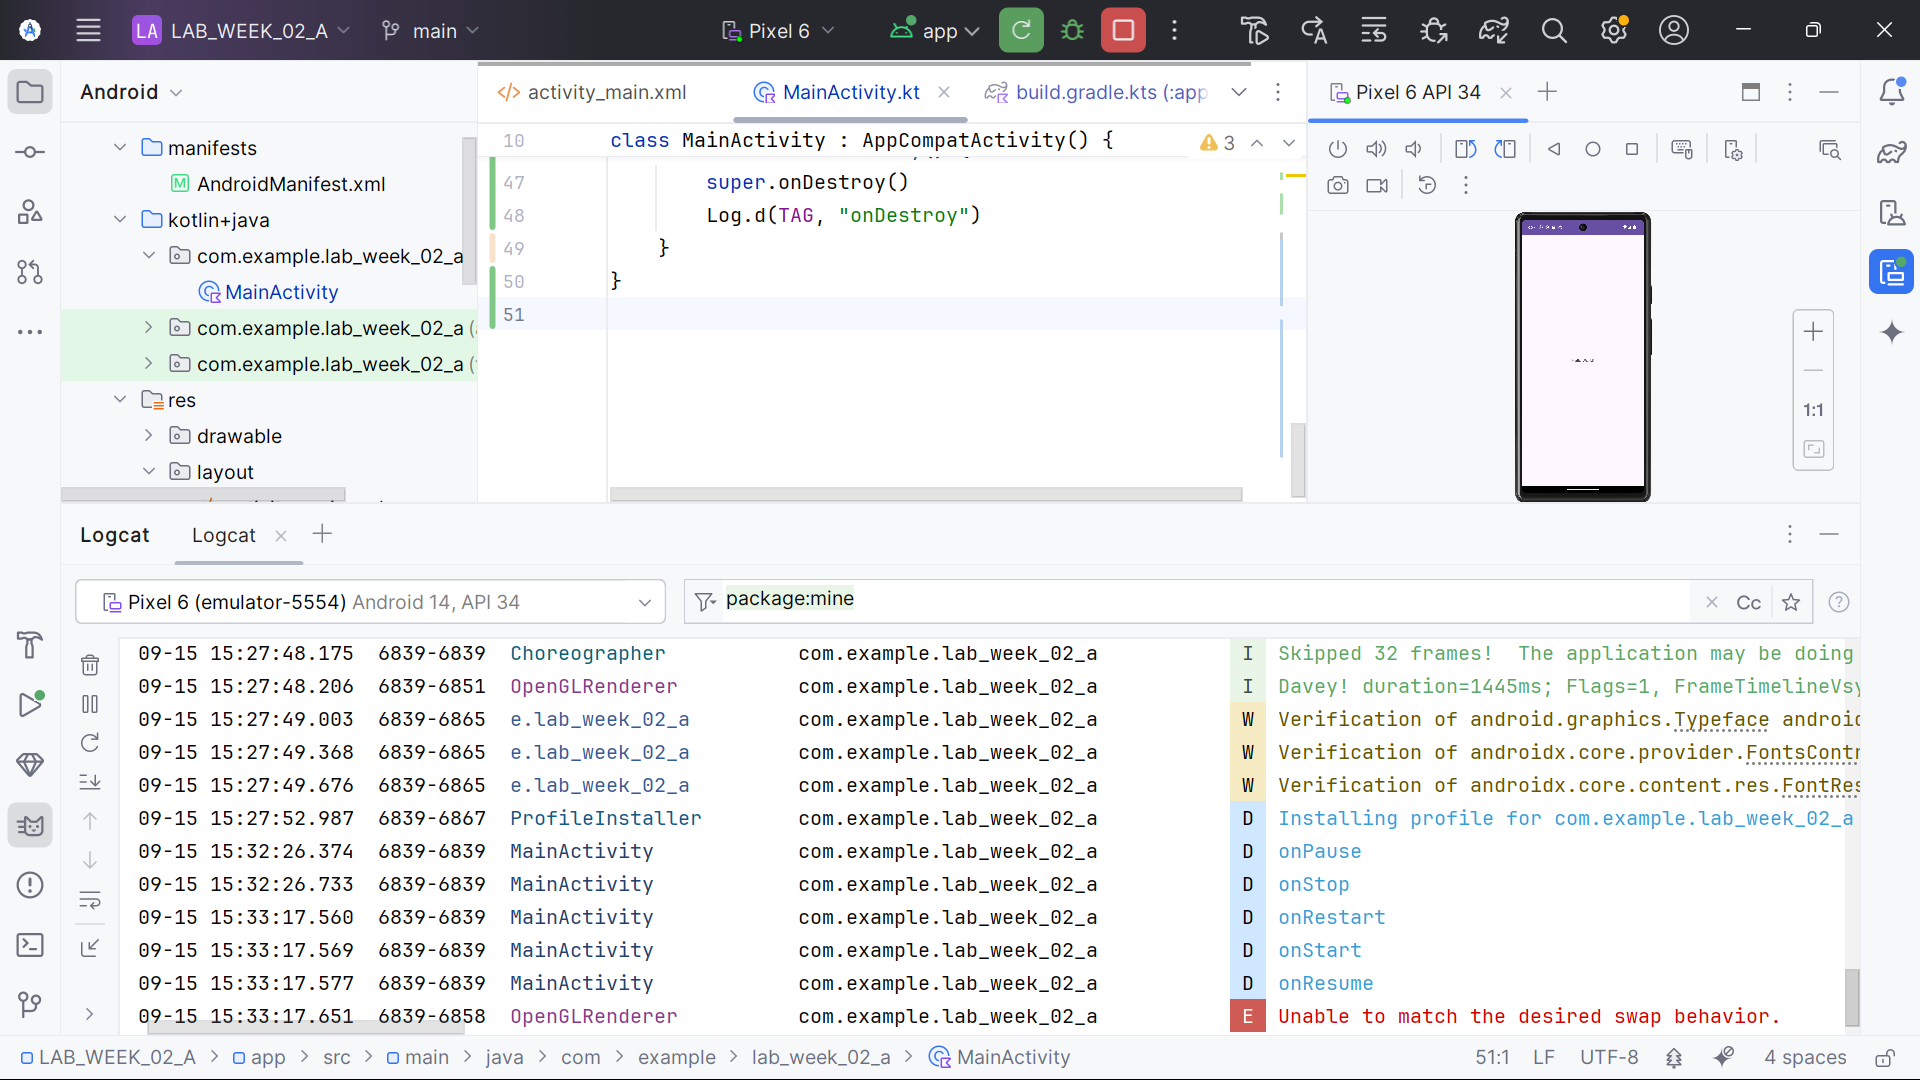 LA LAB_WEEK_02_A main Pixel 6 app
Android
manifests
AndroidManifest.xml
kotlin+java
com.example.lab_week_02_a
MainActivity
com.example.lab_week_02_a
com.example.lab_week_02_a
res
drawable
layout
activity_main.xml MainActivity.kt build.gradle.kts (:app
10 class MainActivity : AppCompatActivity() { 3
47 super.onDestroy()
48 Log.d(TAG, "onDestroy")
49 }
50 }
51
Pixel 6 API 34
1:1
Logcat Logcat
Pixel 6 (emulator-5554) Android 14, API 34 package:mine Cc
09-15 15:27:48.175 6839-6839 Choreographer com.example.lab_week_02_a I Skipped 32 frames! The application may be doing
09-15 15:27:48.206 6839-6851 OpenGLRenderer com.example.lab_week_02_a I Davey! duration=1445ms; Flags=1, FrameTimelineVsy
09-15 15:27:49.003 6839-6865 e.lab_week_02_a com.example.lab_week_02_a W Verification of android.graphics.Typeface android
09-15 15:27:49.368 6839-6865 e.lab_week_02_a com.example.lab_week_02_a W Verification of androidx.core.provider.FontsContr
09-15 15:27:49.676 6839-6865 e.lab_week_02_a com.example.lab_week_02_a W Verification of androidx.core.content.res.FontRes
09-15 15:27:52.987 6839-6867 ProfileInstaller com.example.lab_week_02_a D Installing profile for com.example.lab_week_02_a
09-15 15:32:26.374 6839-6839 MainActivity com.example.lab_week_02_a D onPause
09-15 15:32:26.733 6839-6839 MainActivity com.example.lab_week_02_a D onStop
09-15 15:33:17.560 6839-6839 MainActivity com.example.lab_week_02_a D onRestart
09-15 15:33:17.569 6839-6839 MainActivity com.example.lab_week_02_a D onStart
09-15 15:33:17.577 6839-6839 MainActivity com.example.lab_week_02_a D onResume
09-15 15:33:17.651 6839-6858 OpenGLRenderer com.example.lab_week_02_a E Unable to match the desired swap behavior.
LAB_WEEK_02_A > app > src > main > java > com > example > lab_week_02_a > MainActivity 51:1 LF UTF-8 4 spaces